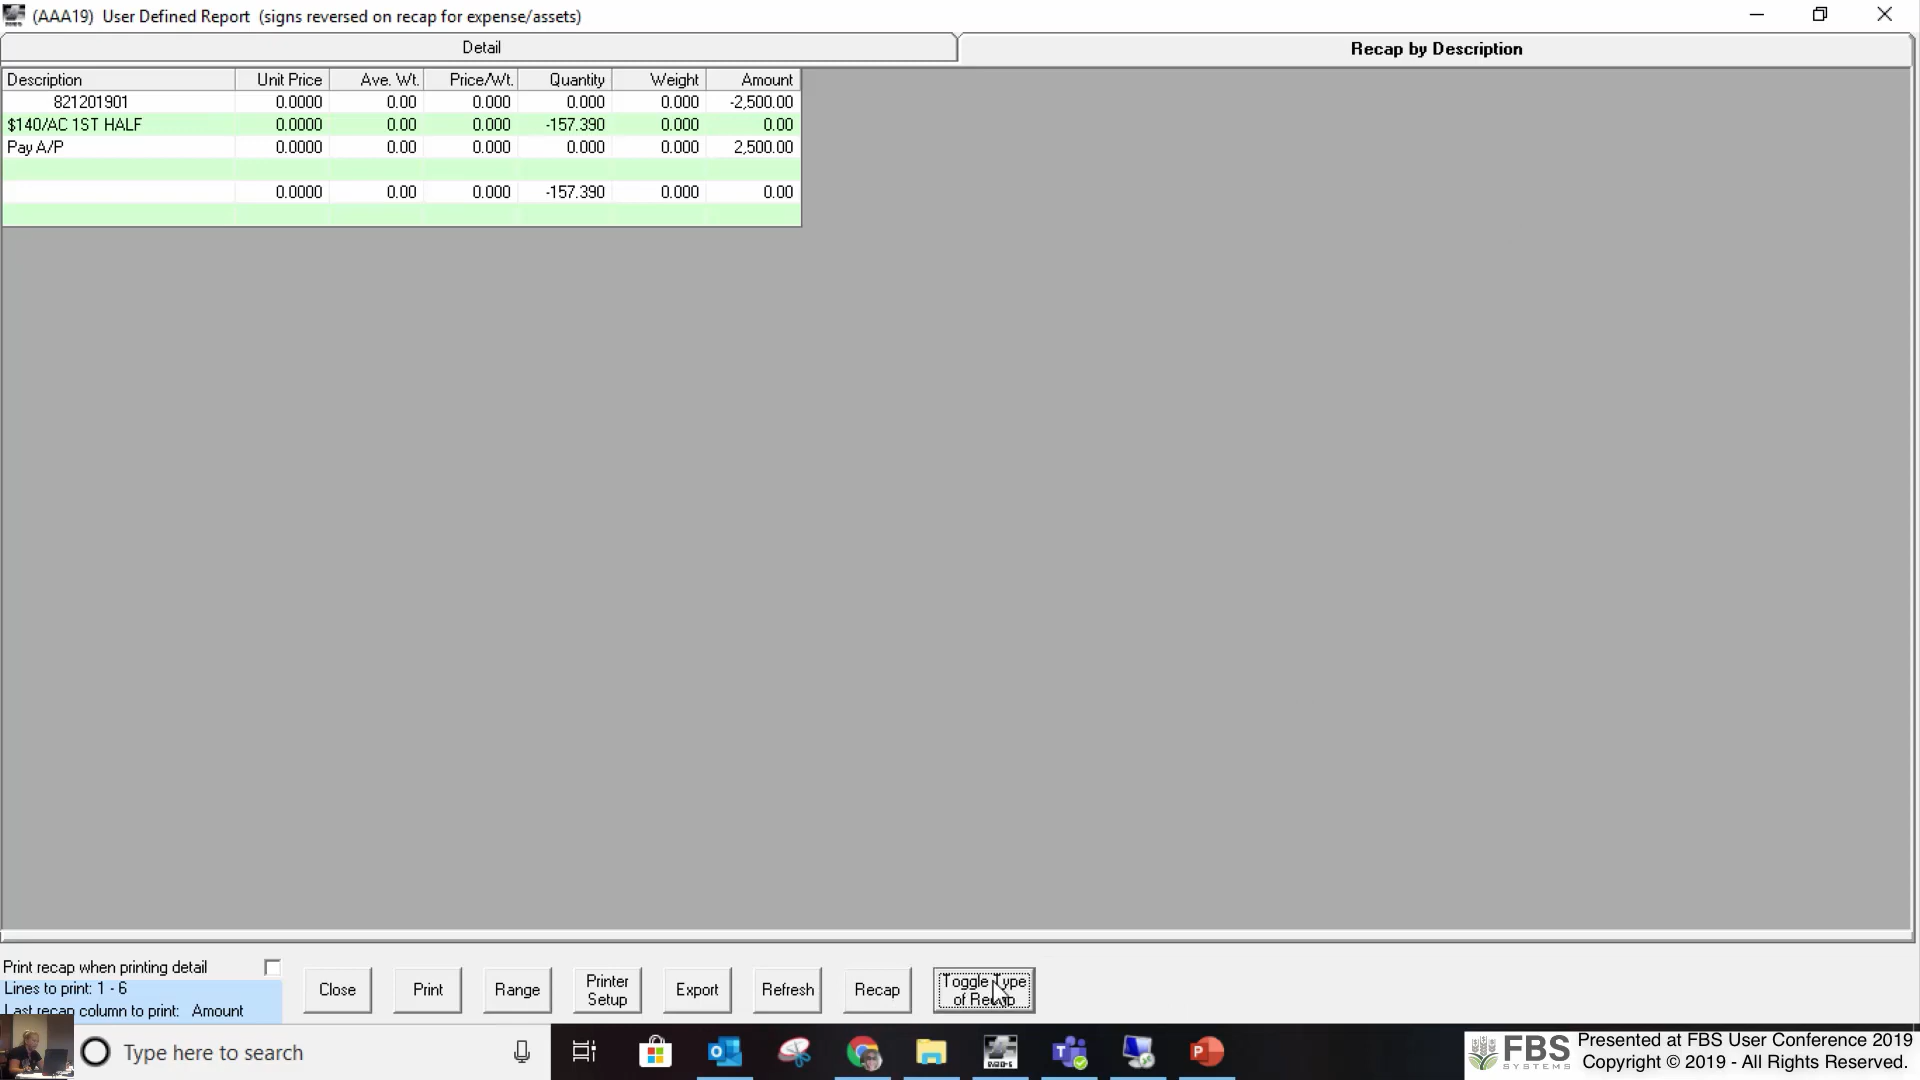 (AAA19) User Defined Report (signs reversed on recap for expense/assets)
Detail
Recap by Description
Description Unit Price Ave. Wt. Price/Wt. Quantity Weight Amount
821201901 0.0000 0.00 0.000 0.000 0.000 -2,500.00
$140/AC 1ST HALF 0.0000 0.00 0.000 -157.390 0.000 0.00
Pay A/P 0.0000 0.00 0.000 0.000 0.000 2,500.00
0.0000 0.00 0.000 -157.390 0.000 0.00
Print recap when printing detail
Lines to print: 1 - 6
Last recap column to print: Amount
Close
Print
Range
Printer
Setup
Export
Refresh
Recap
Toggle Type
of Recap
Type here to search
FBS
SYSTEMS
Presented at FBS User Conference 2019
Copyright © 2019 - All Rights Reserved.